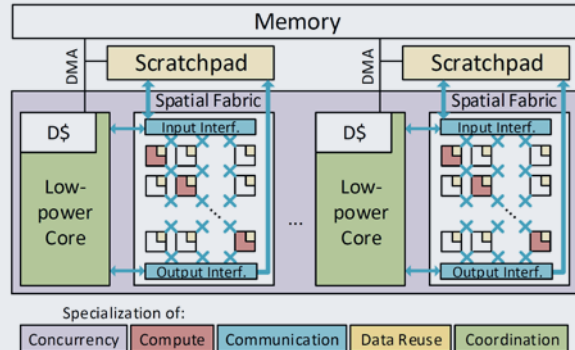 Memory
DMA
Scratchpad
DMA
Scratchpad
Spatial Fabric
Spatial Fabric
D$
Input Interf.
D$
Input Interf.
Low-
power
Core
Low-
power
Core
...
Output Interf.
Output Interf.
Specialization of:
Concurrency Compute Communication Data Reuse Coordination